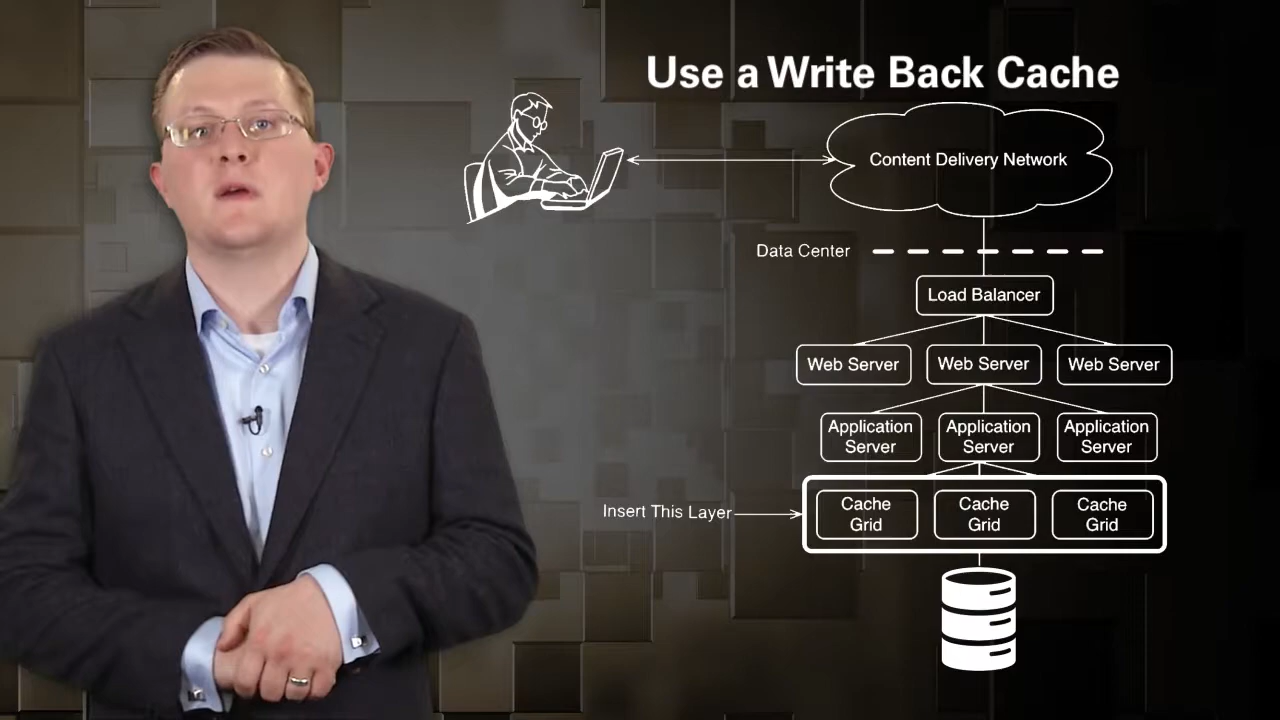 Use a Write Back Cache
Content Delivery Network
Data Center
Load Balancer
Web Server
Web Server
Web Server
Application
Server
Application
Server
Application
Server
Insert This Layer
Cache
Grid
Cache
Grid
Cache
Grid